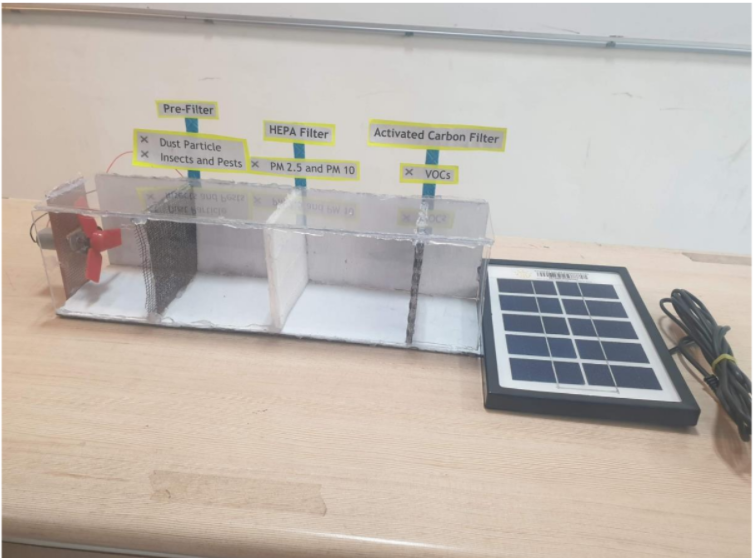 Pre-Filter
× Dust Particle
× Insects and Pests
HEPA Filter
× PM 2.5 and PM 10
Activated Carbon Filter
× VOCs